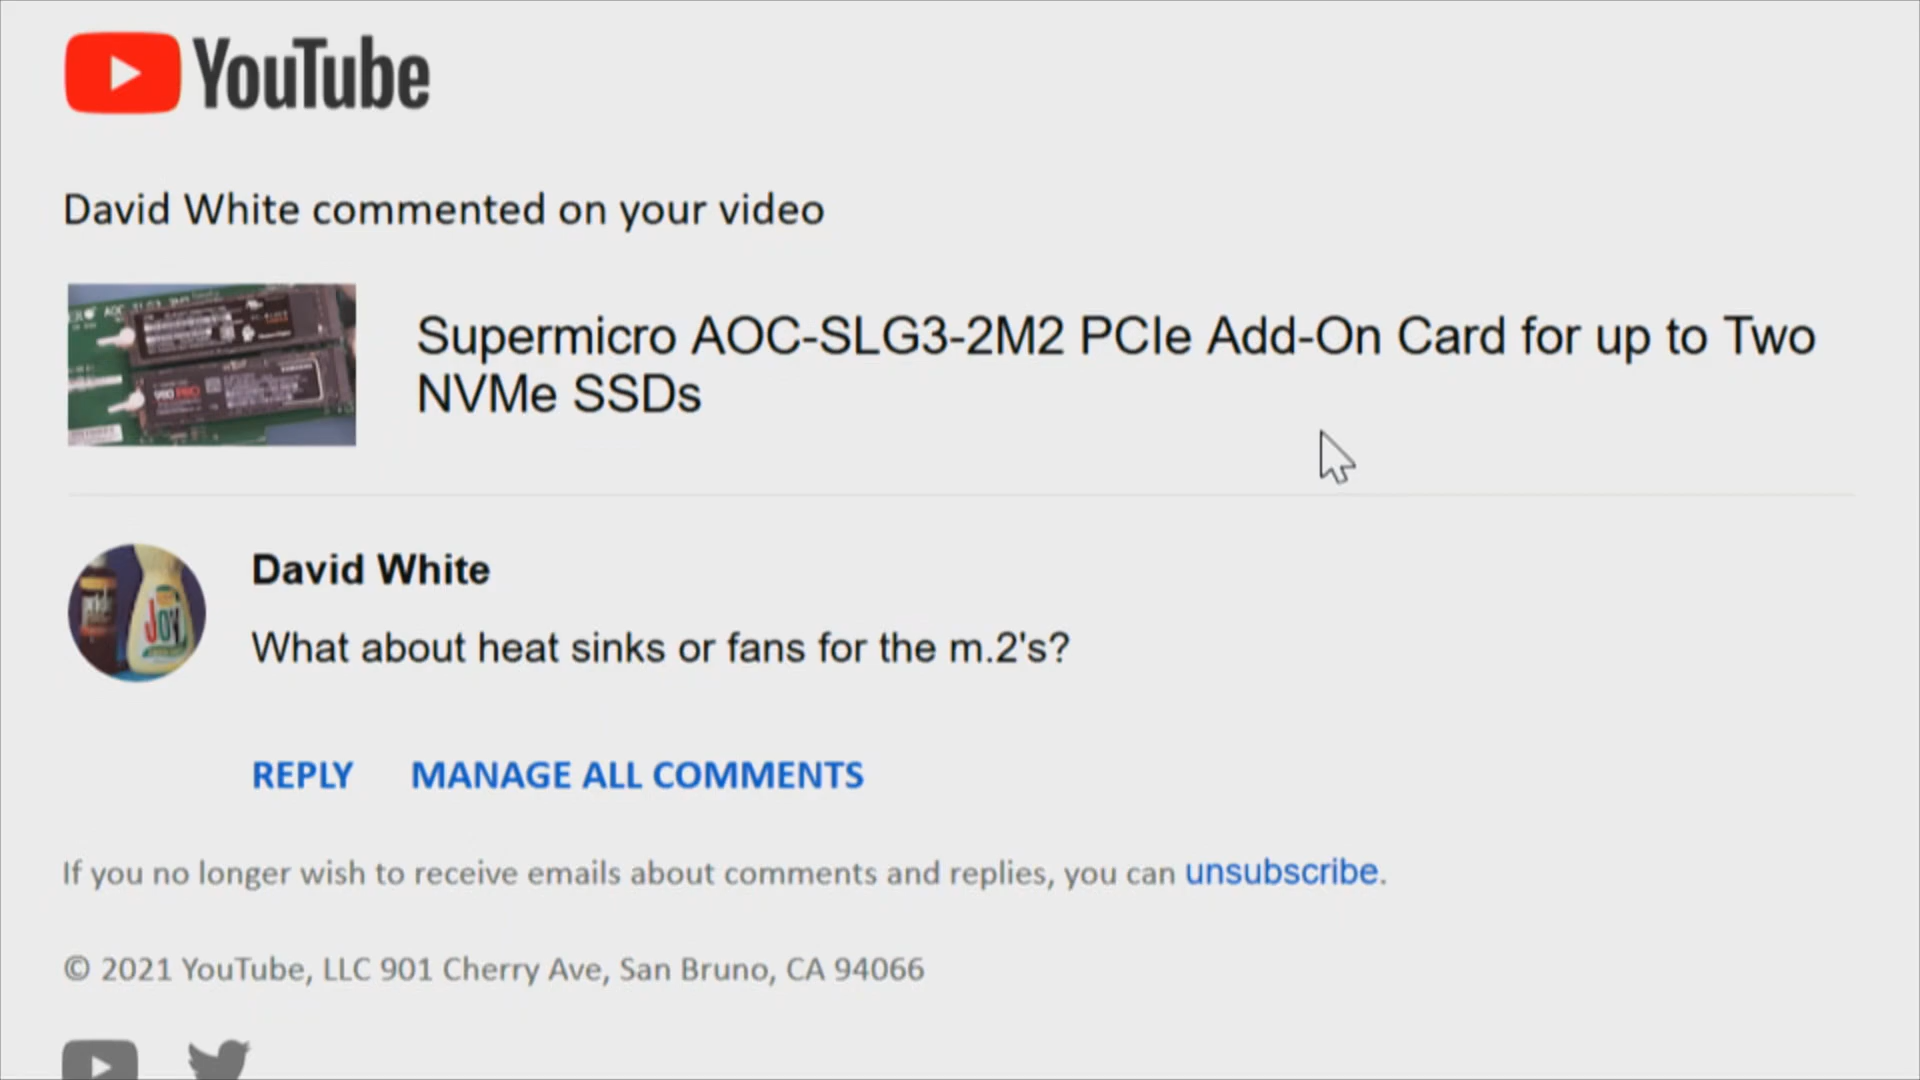 YouTube
David White commented on your video
Supermicro AOC-SLG3-2M2 PCIe Add-On Card for up to Two
NVMe SSDs
David White
JOY
What about heat sinks or fans for the m.2's?
REPLY MANAGE ALL COMMENTS
If you no longer wish to receive emails about comments and replies, you can unsubscribe.
© 2021 YouTube, LLC 901 Cherry Ave, San Bruno, CA 94066